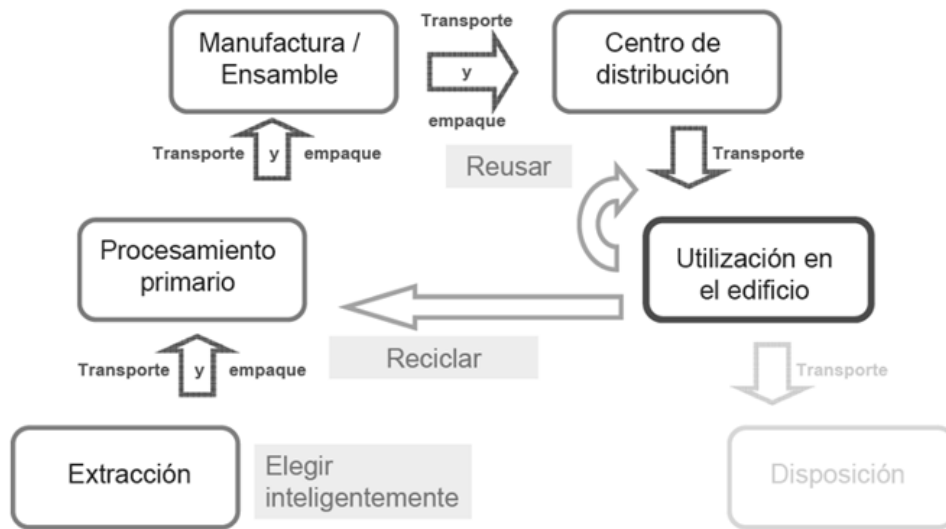 Manufactura /
Ensamble
Transporte
y
empaque
Centro de
distribución
Transporte y empaque
Reusar
Transporte
Procesamiento
primario
Utilización en
el edificio
Reciclar
Transporte y empaque
Transporte
Extracción
Elegir
inteligentemente
Disposición